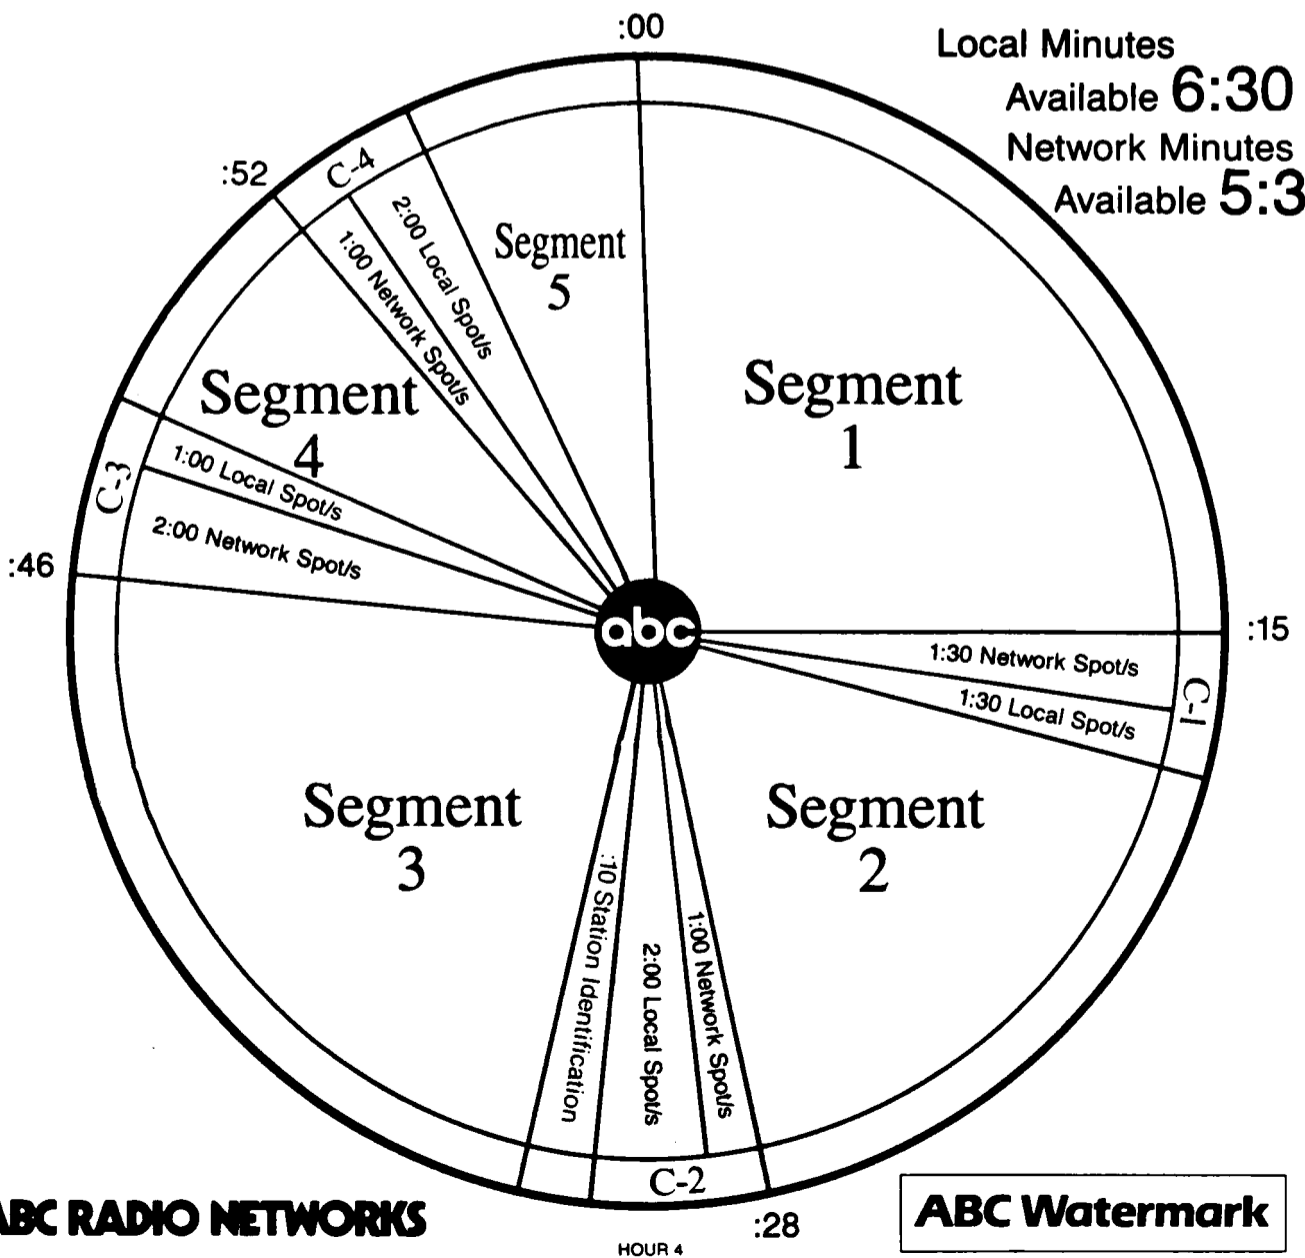 :00
Local Minutes
Available 6:30
Network Minutes
Available 5:3
:52
C-4
2:00 Local Spot/s
1:00 Network Spot/s
Segment
5
Segment
1
Segment
4
C-3
1:00 Local Spot/s
2:00 Network Spot/s
:46
abc
:15
1:30 Network Spot/s
1:30 Local Spot/s
C-1
Segment
3
Segment
2
:10 Station Identification
2:00 Local Spot/s
1:00 Network Spot/s
C-2
:28
ABC RADIO NETWORKS
HOUR 4
ABC Watermark